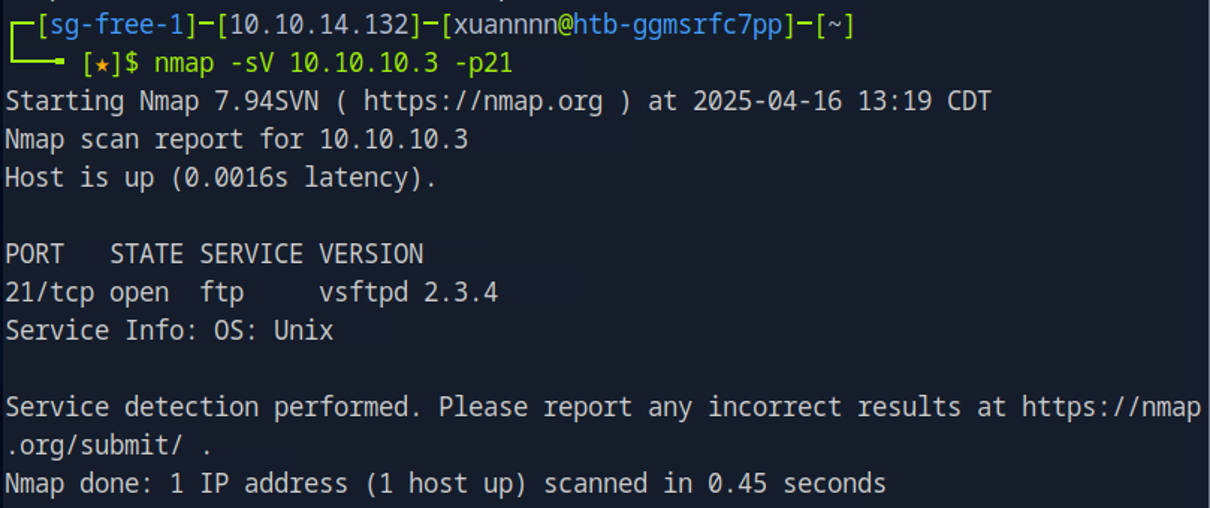 ┌─[sg-free-1]─[10.10.14.132]─[xuannnn@htb-ggmsrfc7pp]─[~]
└──╼ [★]$ nmap -sV 10.10.10.3 -p21
Starting Nmap 7.94SVN ( https://nmap.org ) at 2025-04-16 13:19 CDT
Nmap scan report for 10.10.10.3
Host is up (0.0016s latency).

PORT   STATE SERVICE VERSION
21/tcp open  ftp     vsftpd 2.3.4
Service Info: OS: Unix

Service detection performed. Please report any incorrect results at https://nmap
.org/submit/ .
Nmap done: 1 IP address (1 host up) scanned in 0.45 seconds